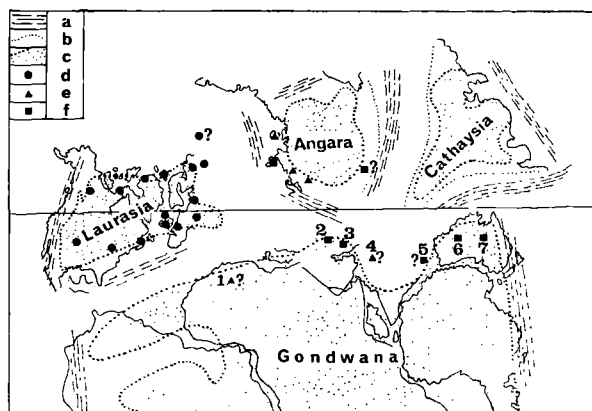 a
b
c
d
e
f
?
Angara
?
Cathaysia
Laurasia
2 3 4 ? 5 ? 6 7
1 ?
Gondwana